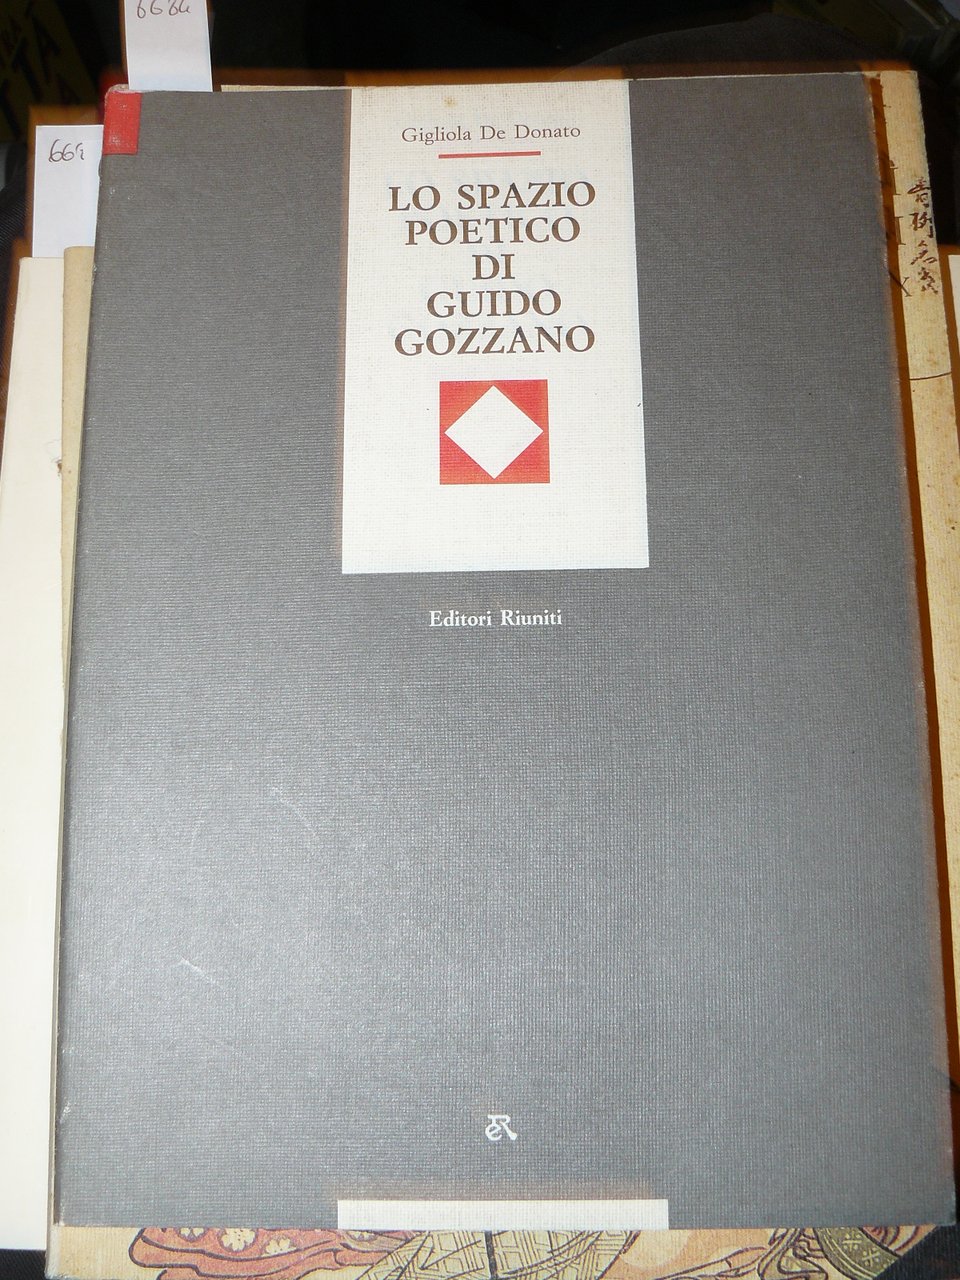 Gigliola De Donato
LO SPAZIO
POETICO
DI
GUIDO
GOZZANO
Editori Riuniti